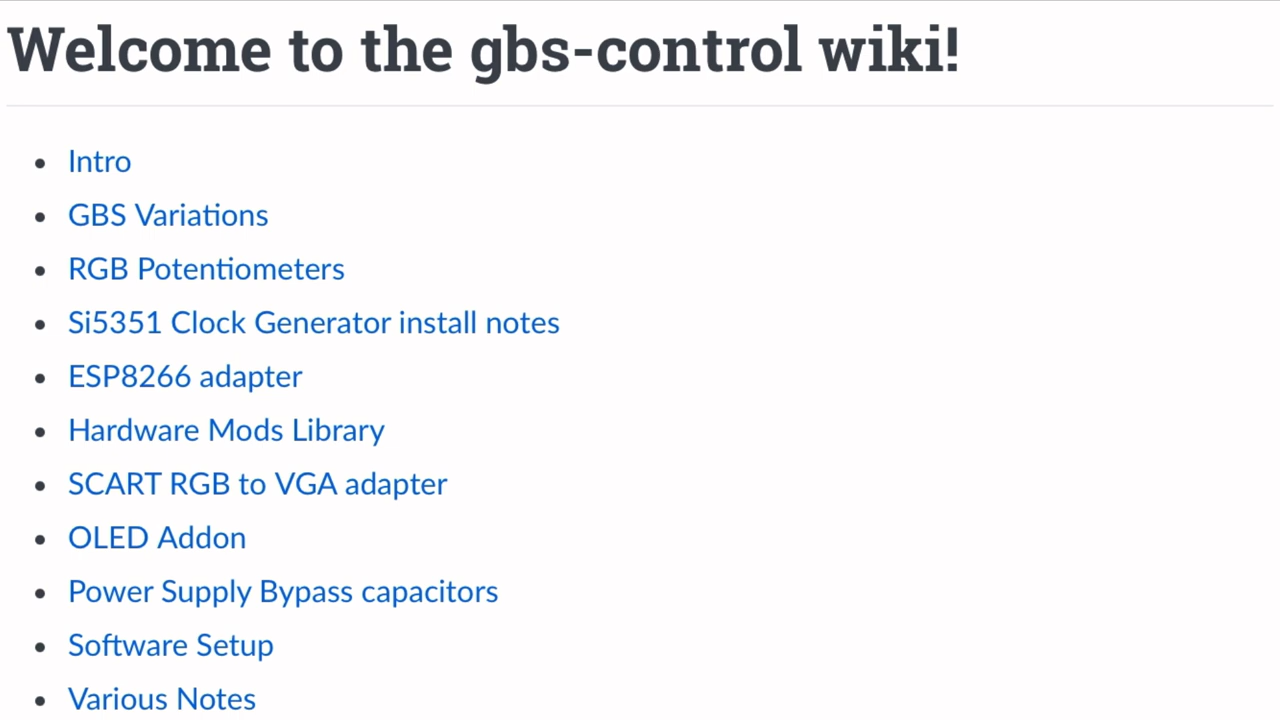 Welcome to the gbs-control wiki!
Intro
GBS Variations
RGB Potentiometers
Si5351 Clock Generator install notes
ESP8266 adapter
Hardware Mods Library
SCART RGB to VGA adapter
OLED Addon
Power Supply Bypass capacitors
Software Setup
Various Notes